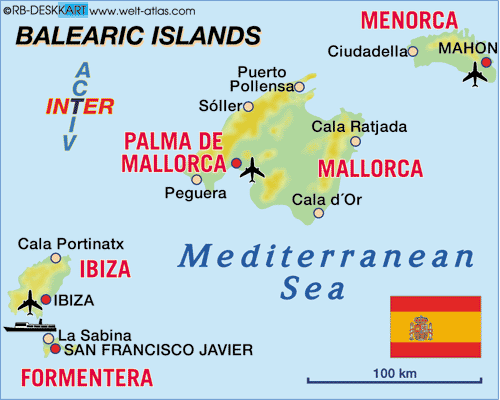 ©RB-DESKKART www.welt-atlas.com
BALEARIC ISLANDS
MENORCA
Ciudadella
MAHON
ACTIV
INTER
Puerto
Pollensa
Sóller
Cala Ratjada
PALMA DE
MALLORCA
MALLORCA
Peguera
Cala d´Or
Mediterranean
Sea
Cala Portinatx
IBIZA
IBIZA
La Sabina
SAN FRANCISCO JAVIER
FORMENTERA
100 km